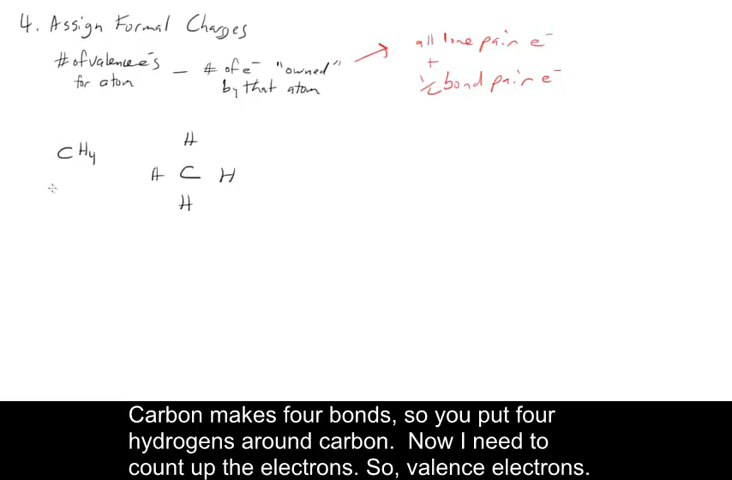 4. Assign Formal Charges
# of valence e⁻s for atom — # of e⁻ "owned" by that atom → all lone pair e⁻ + 1/2 bond pair e⁻
CH4
H
H C H
H
Carbon makes four bonds, so you put four
hydrogens around carbon. Now I need to
count up the electrons. So, valence electrons.